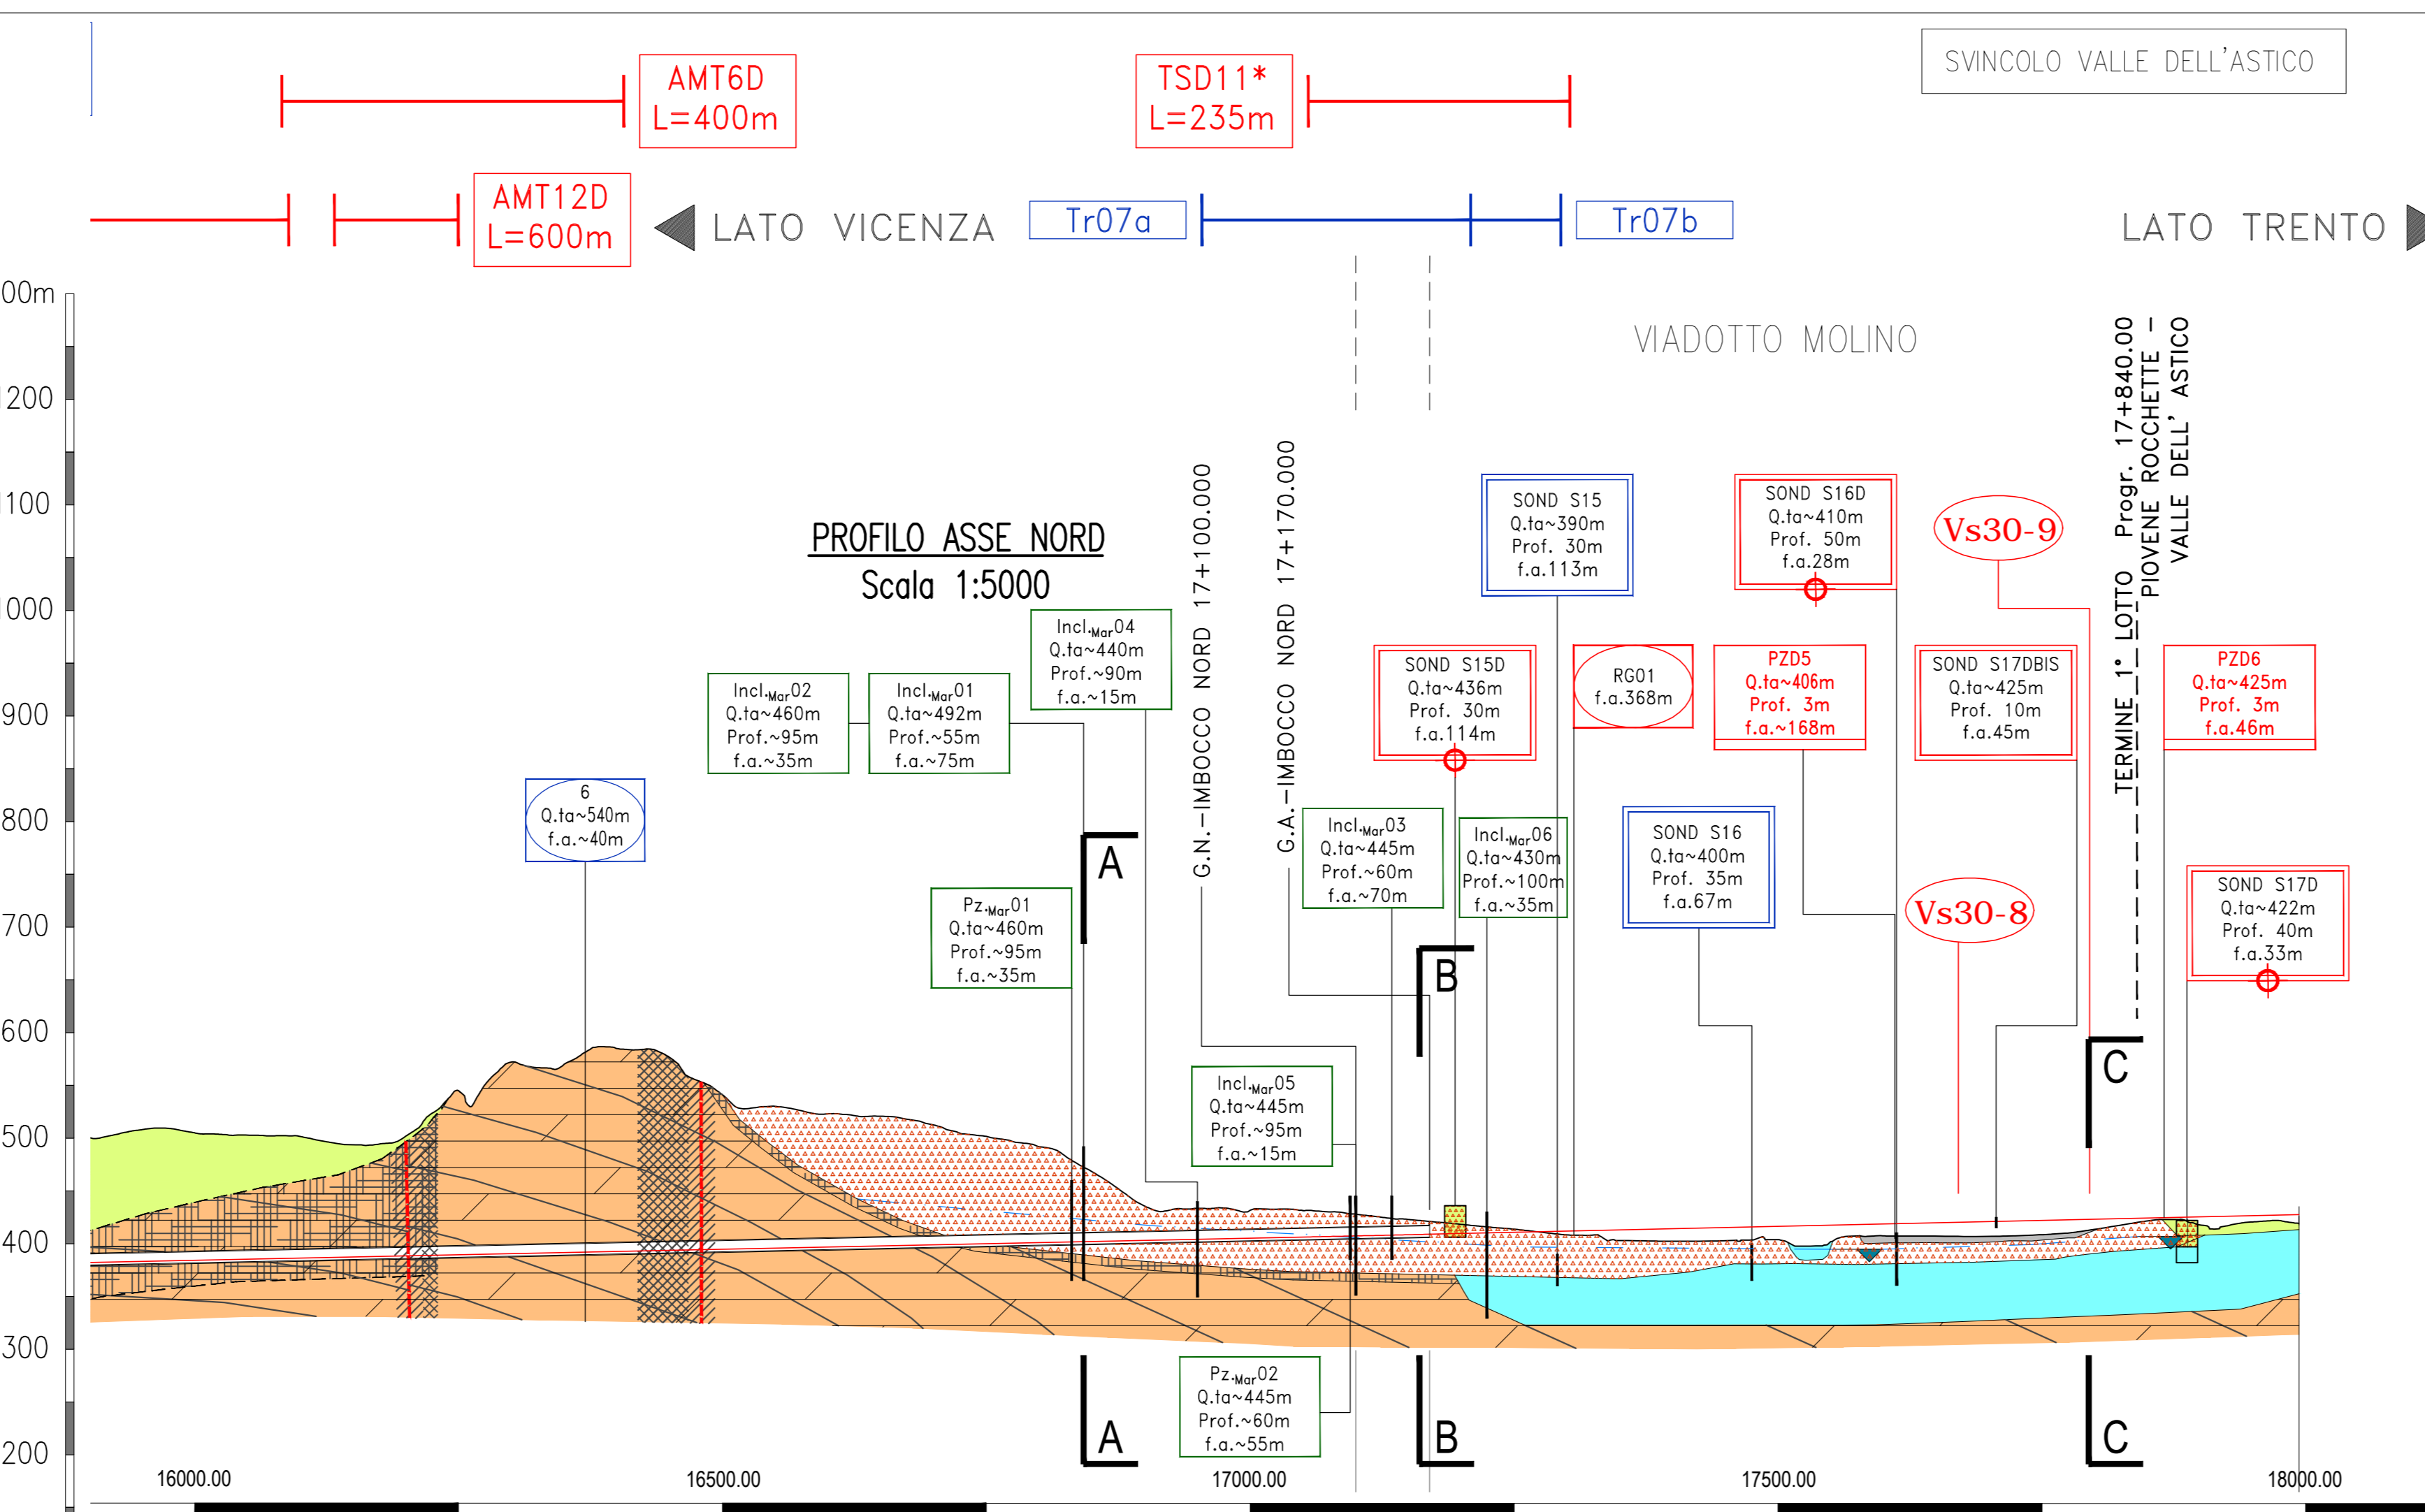 SVINCOLO VALLE DELL'ASTICO
AMT6D
L=400m
TSD11*
L=235m
AMT12D
L=600m
LATO VICENZA
Tr07a
Tr07b
LATO TRENTO
VIADOTTO MOLINO
00m
1200
1100
1000
900
800
700
600
500
400
300
200
PROFILO ASSE NORD
Scala 1:5000
G.N.-IMBOCCO NORD 17+100.000
G.A.-IMBOCCO NORD 17+170.000
TERMINE 1° LOTTO Progr. 17+840.00
PIOVENE ROCCHETTE -
VALLE DELL' ASTICO
SOND S15
Q.ta~390m
Prof. 30m
f.a.113m
SOND S16D
Q.ta~410m
Prof. 50m
f.a.28m
Vs30-9
Incl.Mar04
Q.ta~440m
Prof.~90m
f.a.~15m
Incl.Mar02
Q.ta~460m
Prof.~95m
f.a.~35m
Incl.Mar01
Q.ta~492m
Prof.~55m
f.a.~75m
SOND S15D
Q.ta~436m
Prof. 30m
f.a.114m
RG01
f.a.368m
PZD5
Q.ta~406m
Prof. 3m
f.a.~168m
SOND S17DBIS
Q.ta~425m
Prof. 10m
f.a.45m
PZD6
Q.ta~425m
Prof. 3m
f.a.46m
6
Q.ta~540m
f.a.~40m
A
Incl.Mar03
Q.ta~445m
Prof.~60m
f.a.~70m
Incl.Mar06
Q.ta~430m
Prof.~100m
f.a.~35m
SOND S16
Q.ta~400m
Prof. 35m
f.a.67m
Pz.Mar01
Q.ta~460m
Prof.~95m
f.a.~35m
B
Vs30-8
SOND S17D
Q.ta~422m
Prof. 40m
f.a.33m
C
Incl.Mar05
Q.ta~445m
Prof.~95m
f.a.~15m
Pz.Mar02
Q.ta~445m
Prof.~60m
f.a.~55m
A
B
C
16000.00
16500.00
17000.00
17500.00
18000.00